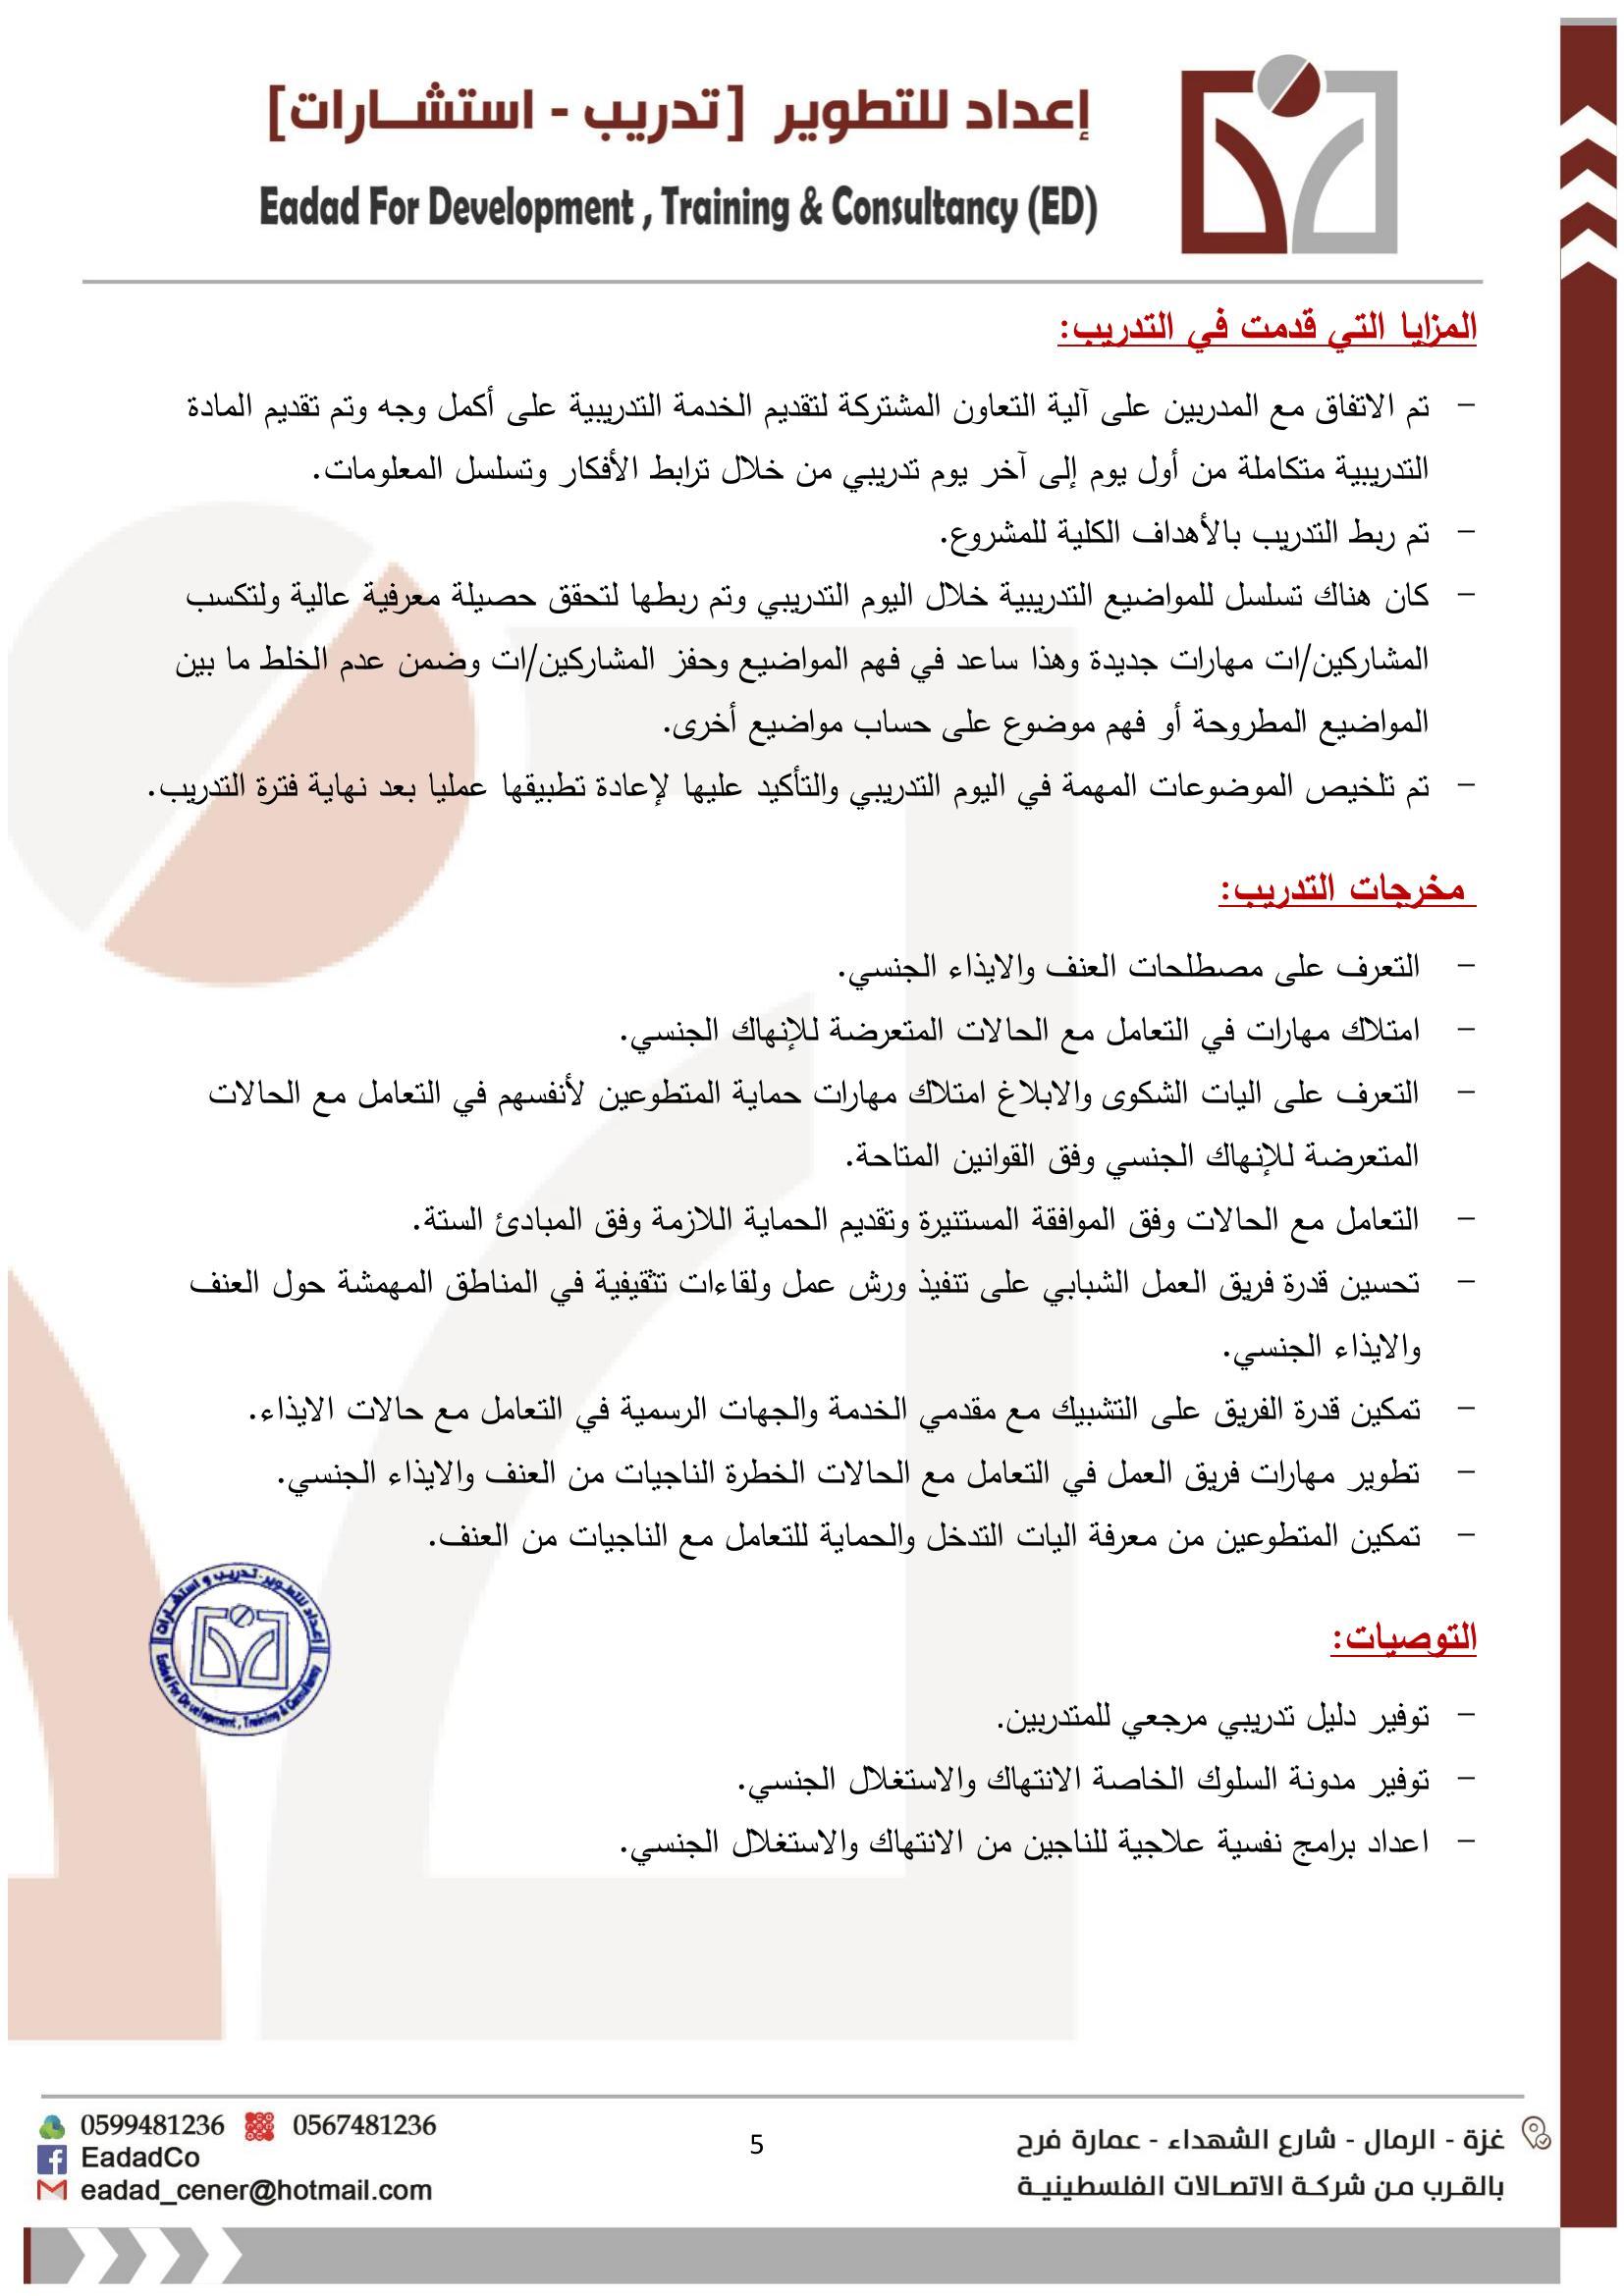 إعداد للتطوير [تدريب - استشــارات]
Eadad For Development , Training & Consultancy (ED)
المزايا التي قدمت في التدريب:
- تم الاتفاق مع المدربين على آلية التعاون المشتركة لتقديم الخدمة التدريبية على أكمل وجه وتم تقديم المادة
التدريبية متكاملة من أول يوم إلى آخر يوم تدريبي من خلال ترابط الأفكار وتسلسل المعلومات.
- تم ربط التدريب بالأهداف الكلية للمشروع.
- كان هناك تسلسل للمواضيع التدريبية خلال اليوم التدريبي وتم ربطها لتحقق حصيلة معرفية عالية ولتكسب
المشاركين/ات مهارات جديدة وهذا ساعد في فهم المواضيع وحفز المشاركين/ات وضمن عدم الخلط ما بين
المواضيع المطروحة أو فهم موضوع على حساب مواضيع أخرى.
- تم تلخيص الموضوعات المهمة في اليوم التدريبي والتأكيد عليها لإعادة تطبيقها عمليا بعد نهاية فترة التدريب.
مخرجات التدريب:
- التعرف على مصطلحات العنف والايذاء الجنسي.
- امتلاك مهارات في التعامل مع الحالات المتعرضة للإنهاك الجنسي.
- التعرف على اليات الشكوى والابلاغ امتلاك مهارات حماية المتطوعين لأنفسهم في التعامل مع الحالات
المتعرضة للإنهاك الجنسي وفق القوانين المتاحة.
- التعامل مع الحالات وفق الموافقة المستنيرة وتقديم الحماية اللازمة وفق المبادئ الستة.
- تحسين قدرة فريق العمل الشبابي على تنفيذ ورش عمل ولقاءات تثقيفية في المناطق المهمشة حول العنف
والايذاء الجنسي.
- تمكين قدرة الفريق على التشبيك مع مقدمي الخدمة والجهات الرسمية في التعامل مع حالات الايذاء.
- تطوير مهارات فريق العمل في التعامل مع الحالات الخطرة الناجيات من العنف والايذاء الجنسي.
- تمكين المتطوعين من معرفة اليات التدخل والحماية للتعامل مع الناجيات من العنف.
إعداد للتطوير - تدريب و استشارات
Eadad For Development , Training & Consultancy
التوصيات:
- توفير دليل تدريبي مرجعي للمتدربين.
- توفير مدونة السلوك الخاصة الانتهاك والاستغلال الجنسي.
- اعداد برامج نفسية علاجية للناجين من الانتهاك والاستغلال الجنسي.
غزة - الرمال - شارع الشهداء - عمارة فرح
بالقـرب مـن شركـة الاتصـالات الفلسطينيـة
5
0599481236 0567481236
EadadCo
eadad_cener@hotmail.com